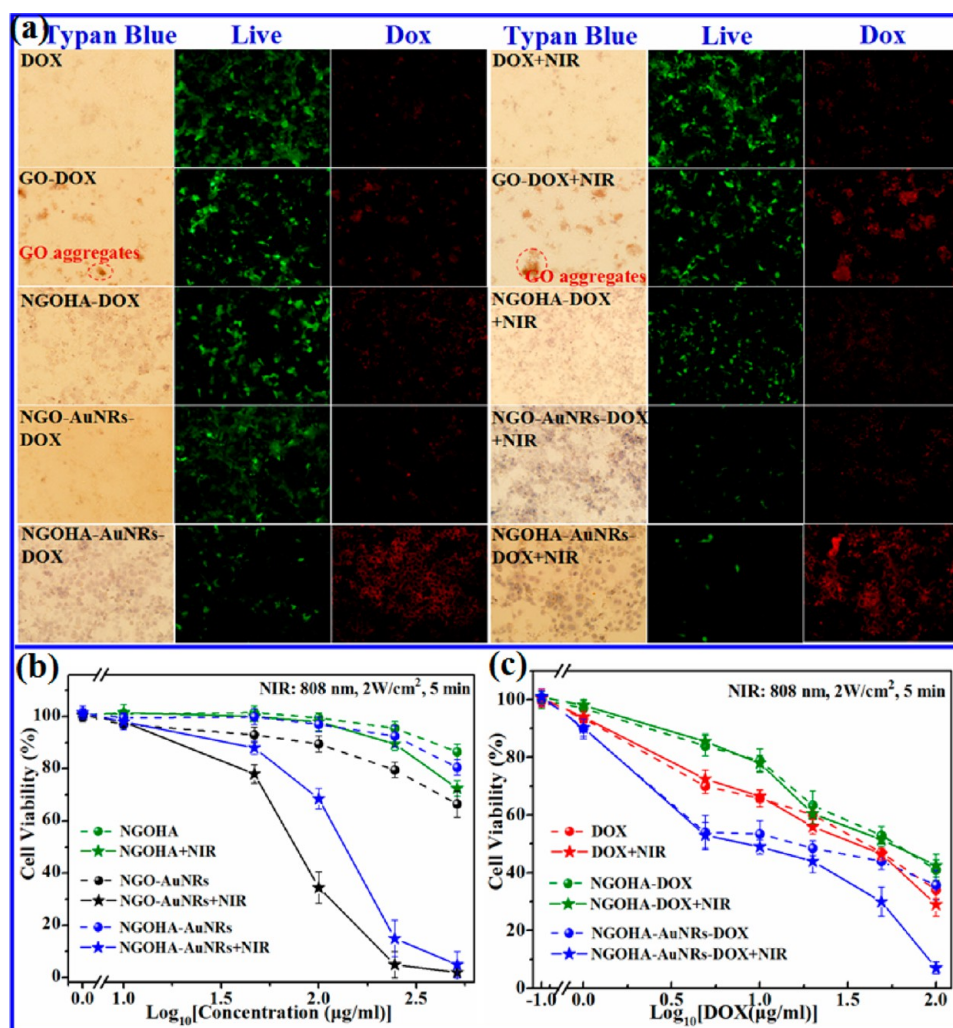 (a)
Typan Blue Live Dox Typan Blue Live Dox
DOX DOX+NIR
GO-DOX GO-DOX+NIR
GO aggregates GO aggregates
NGOHA-DOX NGOHA-DOX
+NIR
NGO-AuNRs-
DOX
NGO-AuNRs-DOX
+NIR
NGOHA-AuNRs-
DOX
NGOHA-AuNRs-
DOX+NIR
(b)
NIR: 808 nm, 2W/cm², 5 min
Cell Viability (%)
100
80
60
40
20
0
NGOHA
NGOHA+NIR
NGO-AuNRs
NGO-AuNRs+NIR
NGOHA-AuNRs
NGOHA-AuNRs+NIR
0.0 1.0 1.5 2.0 2.5
Log₁₀[Concentration (μg/ml)]
(c)
NIR: 808 nm, 2W/cm², 5 min
Cell Viability (%)
100
80
60
40
20
0
DOX
DOX+NIR
NGOHA-DOX
NGOHA-DOX+NIR
NGOHA-AuNRs-DOX
NGOHA-AuNRs-DOX+NIR
-1.0 0.0 0.5 1.0 1.5 2.0
Log₁₀[DOX(μg/ml)]